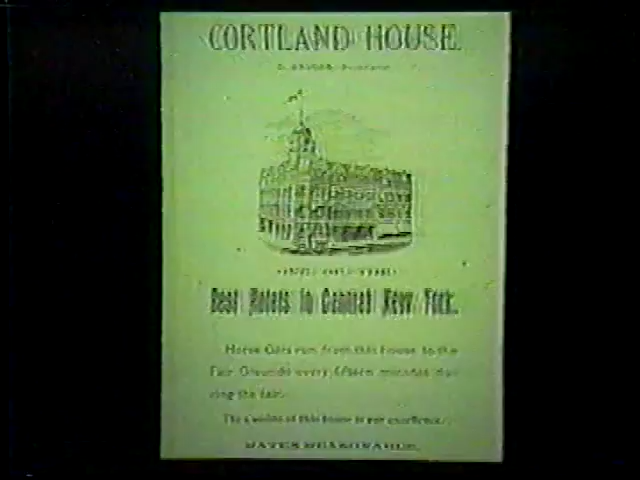 CORTLAND HOUSE.
Best Hotels in Central New York.
Horse Cars run from this house to the
Fair Grounds every fifteen minutes dur-
ing the fair.
The cuisine of this house is par excellence.
RATES REASONABLE.